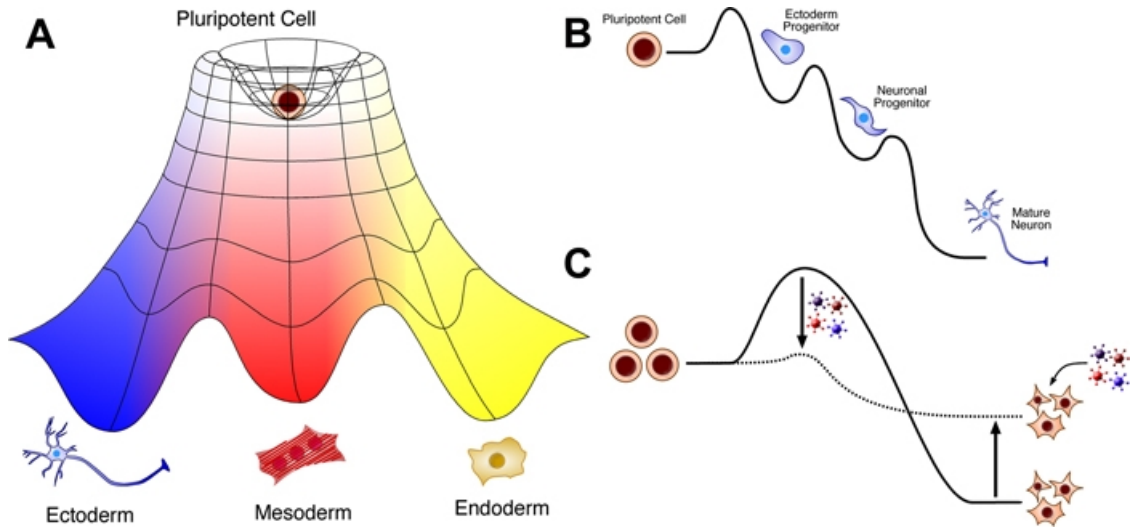 A
Pluripotent Cell
Ectoderm
Mesoderm
Endoderm
B
Pluripotent Cell
Ectoderm
Progenitor
Neuronal
Progenitor
Mature
Neuron
C